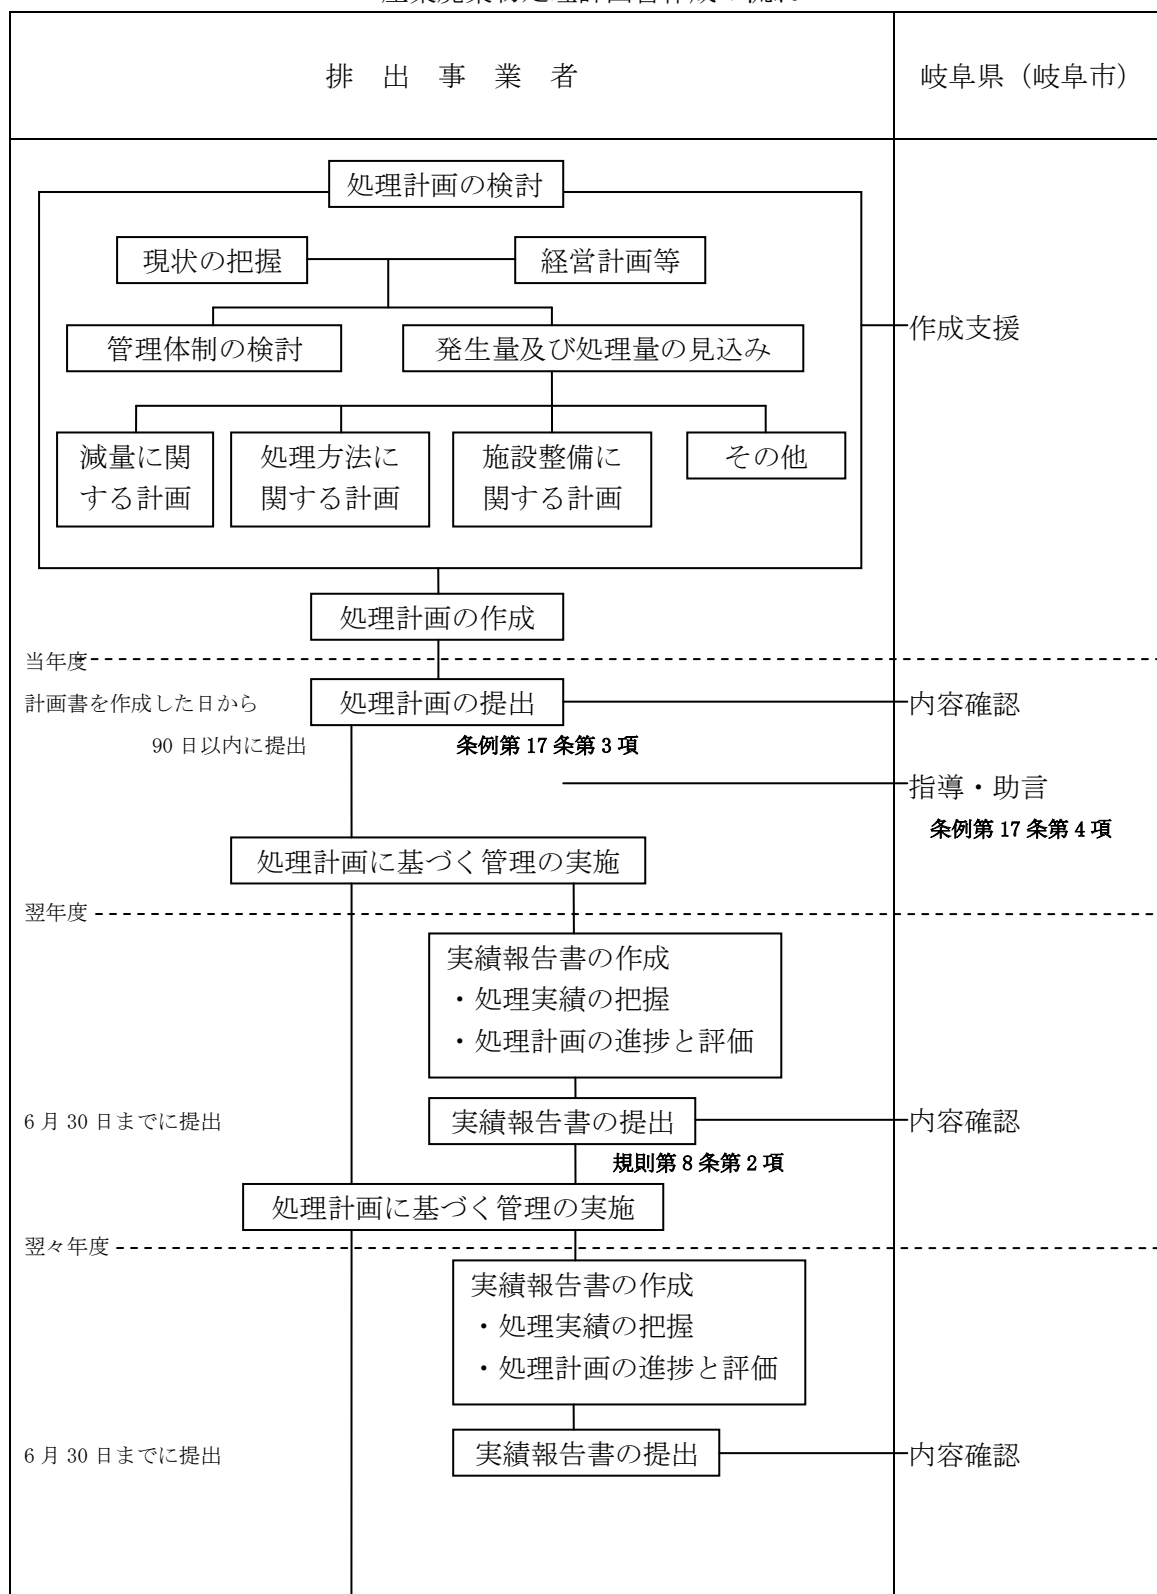 排出事業者
岐阜県（岐阜市）
処理計画の検討
現状の把握
経営計画等
管理体制の検討
発生量及び処理量の見込み
作成支援
減量に関
する計画
処理方法に
関する計画
施設整備に
関する計画
その他
処理計画の作成
当年度
計画書を作成した日から
90日以内に提出
処理計画の提出
条例第17条第3項
内容確認
指導・助言
条例第17条第4項
処理計画に基づく管理の実施
翌年度
実績報告書の作成
・処理実績の把握
・処理計画の進捗と評価
6月30日までに提出
実績報告書の提出
内容確認
規則第8条第2項
処理計画に基づく管理の実施
翌々年度
実績報告書の作成
・処理実績の把握
・処理計画の進捗と評価
6月30日までに提出
実績報告書の提出
内容確認